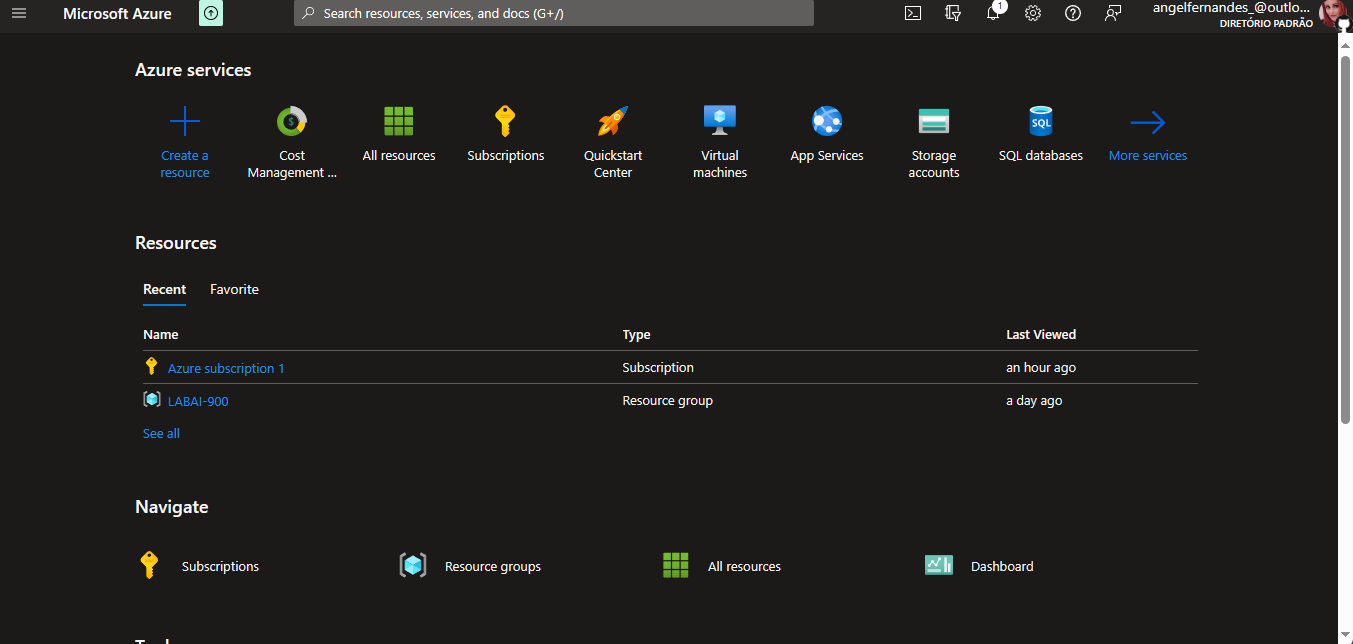 Microsoft Azure
Search resources, services, and docs (G+/)
1
angelfernandes_@outlo...
DIRETÓRIO PADRÃO
Azure services
Create a resource
Cost Management ...
All resources
Subscriptions
Quickstart Center
Virtual machines
App Services
Storage accounts
SQL
SQL databases
More services
Resources
Recent Favorite
Name Type Last Viewed
Azure subscription 1 Subscription an hour ago
LABAI-900 Resource group a day ago
See all
Navigate
Subscriptions Resource groups All resources Dashboard